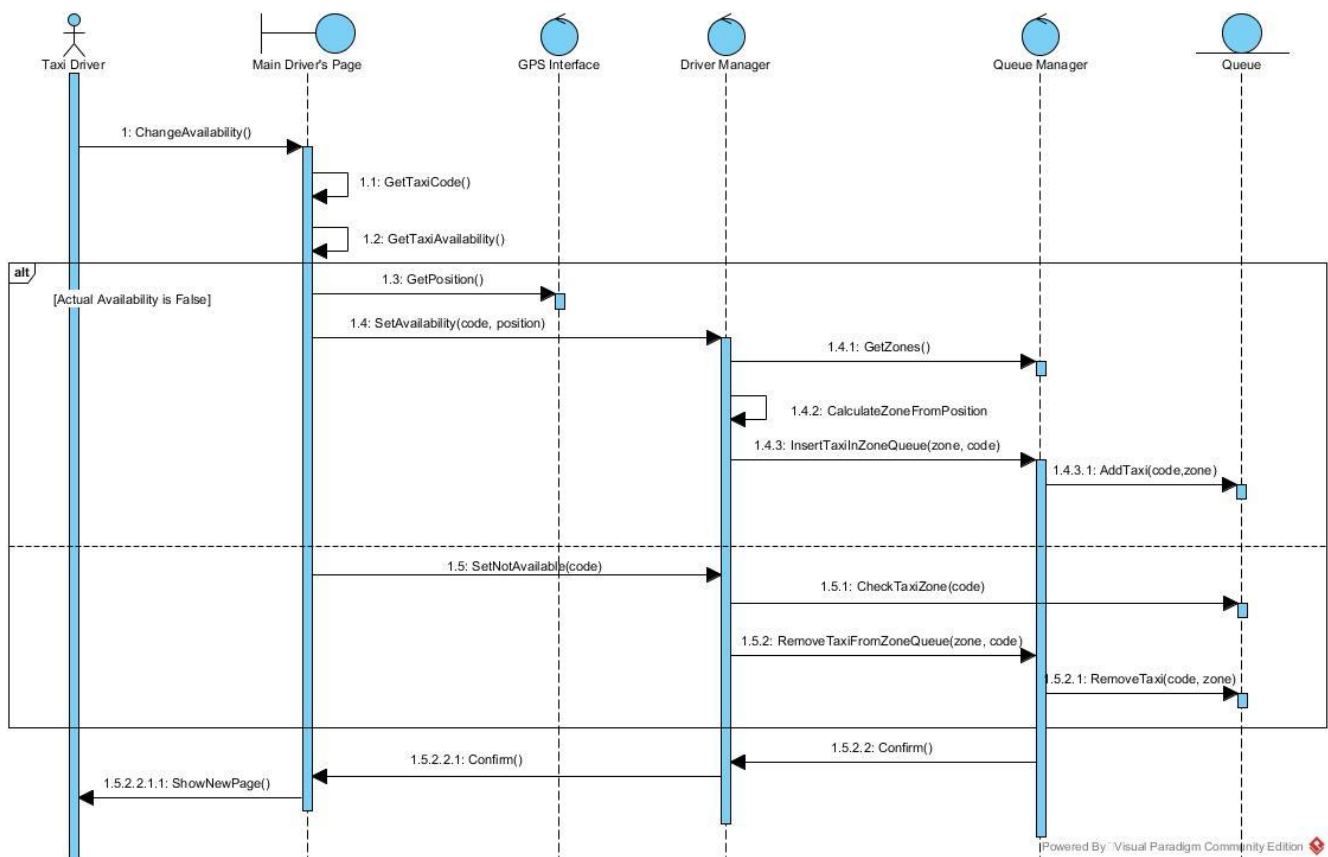 Taxi Driver
Main Driver's Page
GPS Interface
Driver Manager
Queue Manager
Queue
1: ChangeAvailability()
1.1: GetTaxiCode()
1.2: GetTaxiAvailability()
alt
1.3: GetPosition()
[Actual Availability is False]
1.4: SetAvailability(code, position)
1.4.1: GetZones()
1.4.2: CalculateZoneFromPosition
1.4.3: InsertTaxiInZoneQueue(zone, code)
1.4.3.1: AddTaxi(code,zone)
1.5: SetNotAvailable(code)
1.5.1: CheckTaxiZone(code)
1.5.2: RemoveTaxiFromZoneQueue(zone, code)
1.5.2.1: RemoveTaxi(code, zone)
1.5.2.2: Confirm()
1.5.2.2.1: Confirm()
1.5.2.2.1.1: ShowNewPage()
Powered By Visual Paradigm Community Edition